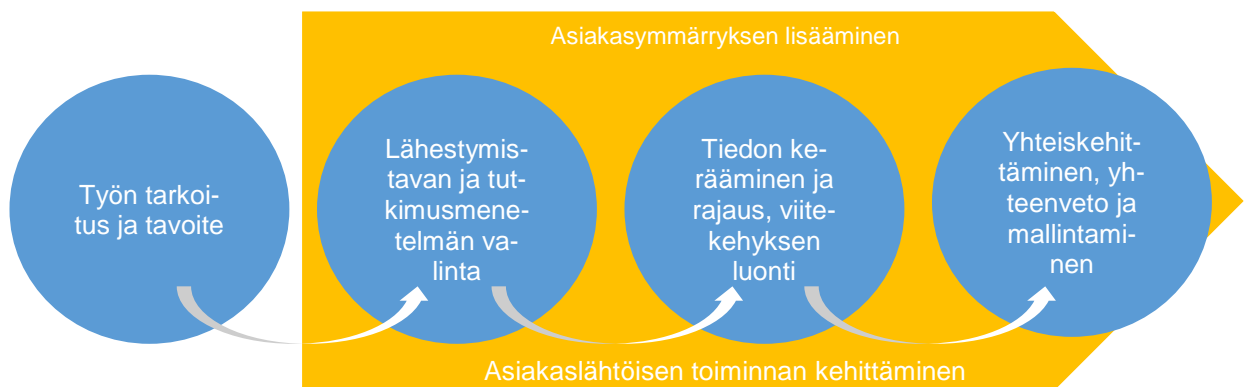 Asiakasymmärryksen lisääminen
Työn tarkoi-
tus ja tavoite
Lähestymis-
tavan ja tut-
kimusmene-
telmän va-
linta
Tiedon ke-
rääminen ja
rajaus, viite-
kehyksen
luonti
Yhteiskehit-
täminen, yh-
teenveto ja
mallintami-
nen
Asiakaslähtöisen toiminnan kehittäminen